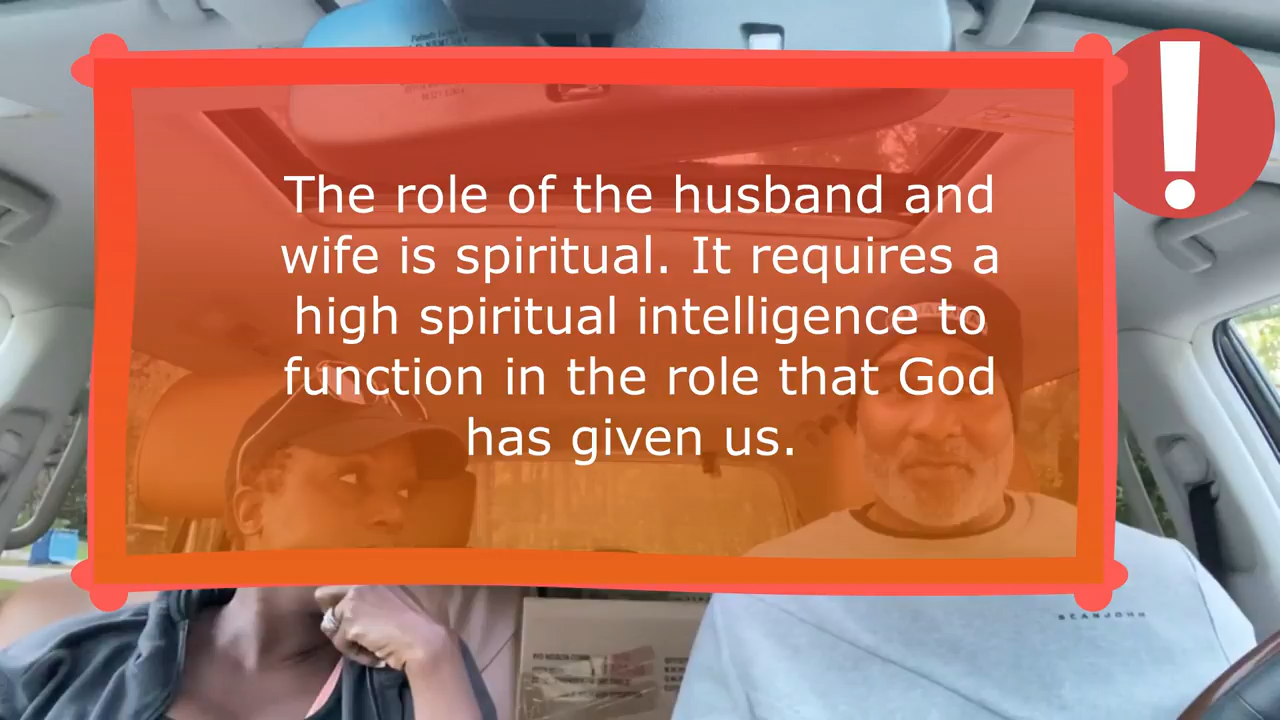 The role of the husband and
wife is spiritual. It requires a
high spiritual intelligence to
function in the role that God
has given us.
SEANJOHN